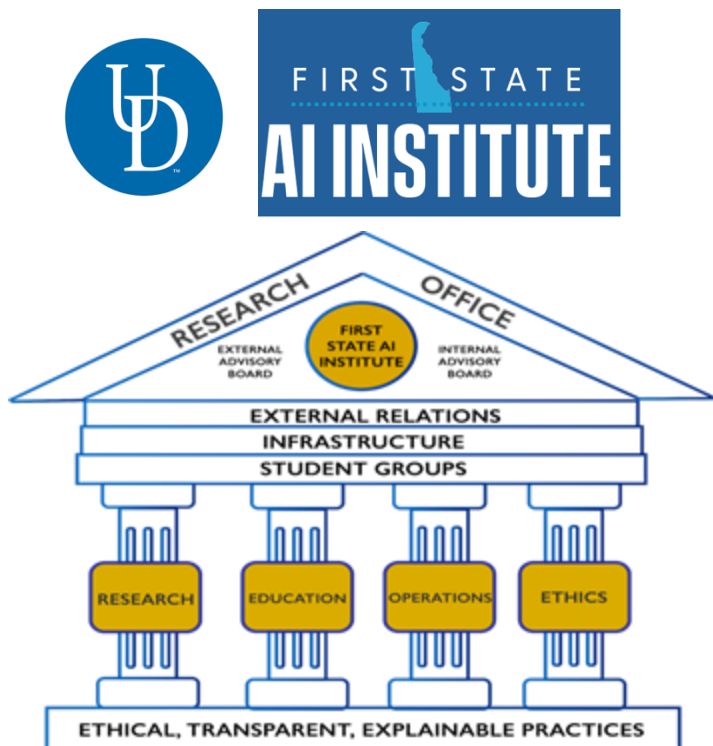 UD
™
FIRST STATE
AI INSTITUTE
RESEARCH OFFICE
EXTERNAL
ADVISORY
BOARD
FIRST
STATE AI
INSTITUTE
INTERNAL
ADVISORY
BOARD
EXTERNAL RELATIONS
INFRASTRUCTURE
STUDENT GROUPS
RESEARCH
EDUCATION
OPERATIONS
ETHICS
ETHICAL, TRANSPARENT, EXPLAINABLE PRACTICES